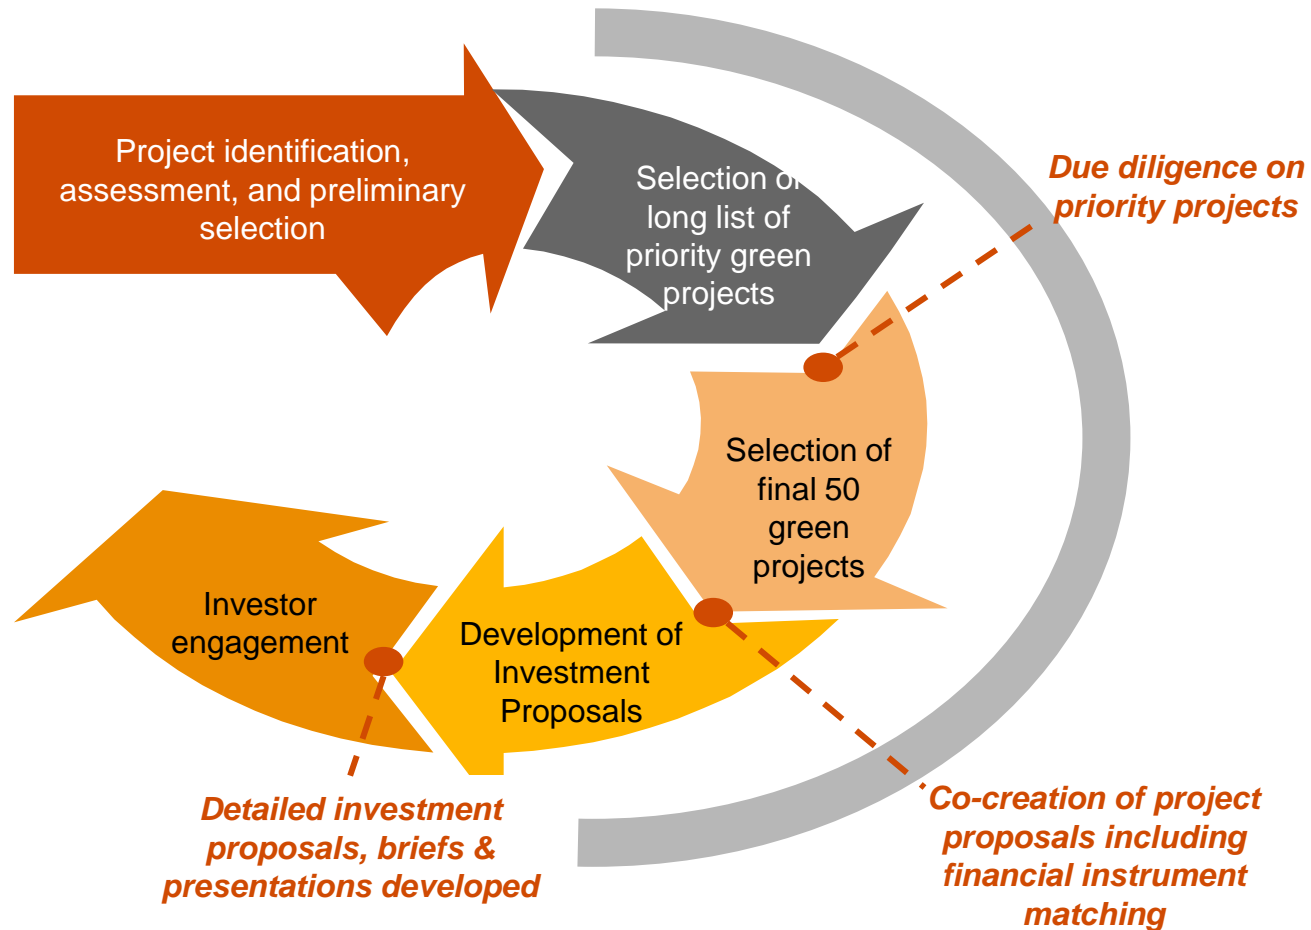 Project identification,
assessment, and preliminary
selection
Selection of
long list of
priority green
projects
Due diligence on
priority projects
Selection of
final 50
green
projects
Development of
Investment
Proposals
Investor
engagement
Detailed investment
proposals, briefs &
presentations developed
Co-creation of project
proposals including
financial instrument
matching